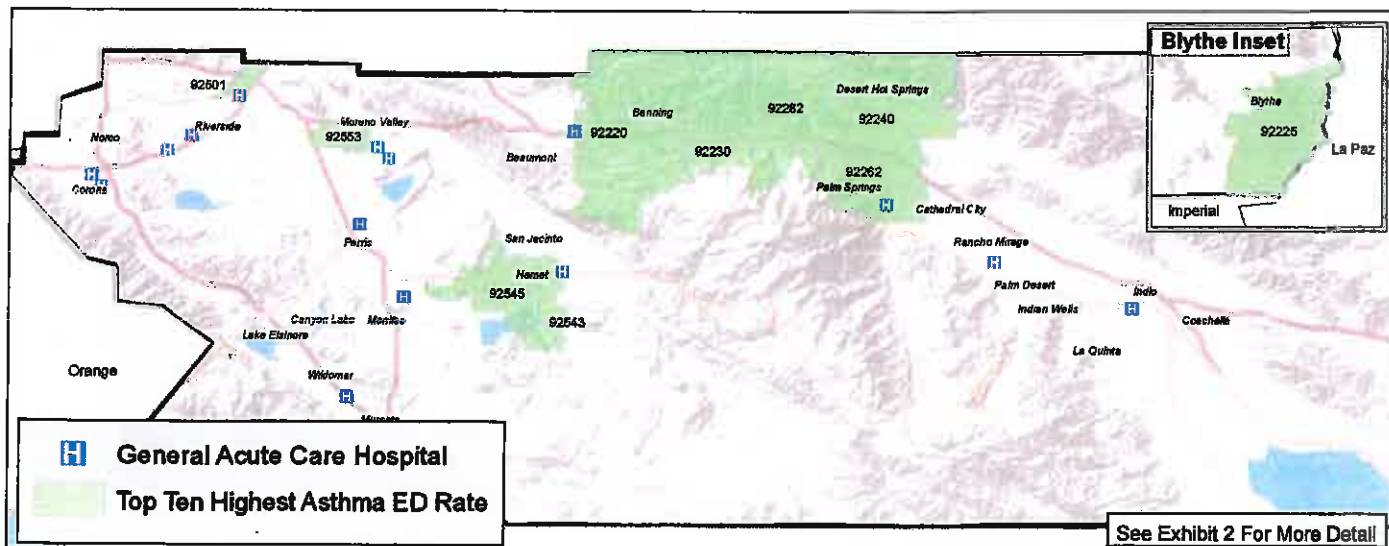 Blythe Inset
92501
Desert Hot Springs
92282
Blythe
Banning
92240
Riverside
Moreno Valley
Norco
92553
92220
92225
92230
La Paz
Beaumont
92262
Corona
Palm Springs
Cathedral City
Imperial
Perris
San Jacinto
Rancho Mirage
Hemet
Palm Desert
92545
Indio
Indian Wells
Canyon Lake
Menifee
92543
Coachella
Lake Elsinore
La Quinta
Orange
Wildomar
Murrieta
H General Acute Care Hospital
Top Ten Highest Asthma ED Rate
See Exhibit 2 For More Detail